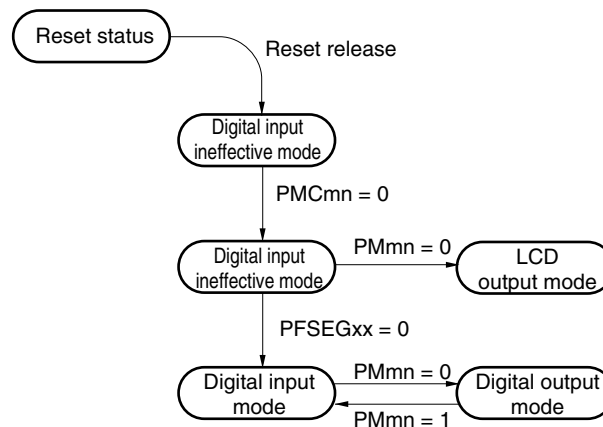 Reset status
Reset release
Digital input
ineffective mode
PMCmn = 0
Digital input
ineffective mode
PMmn = 0
LCD
output mode
PFSEGxx = 0
Digital input
mode
PMmn = 0
PMmn = 1
Digital output
mode